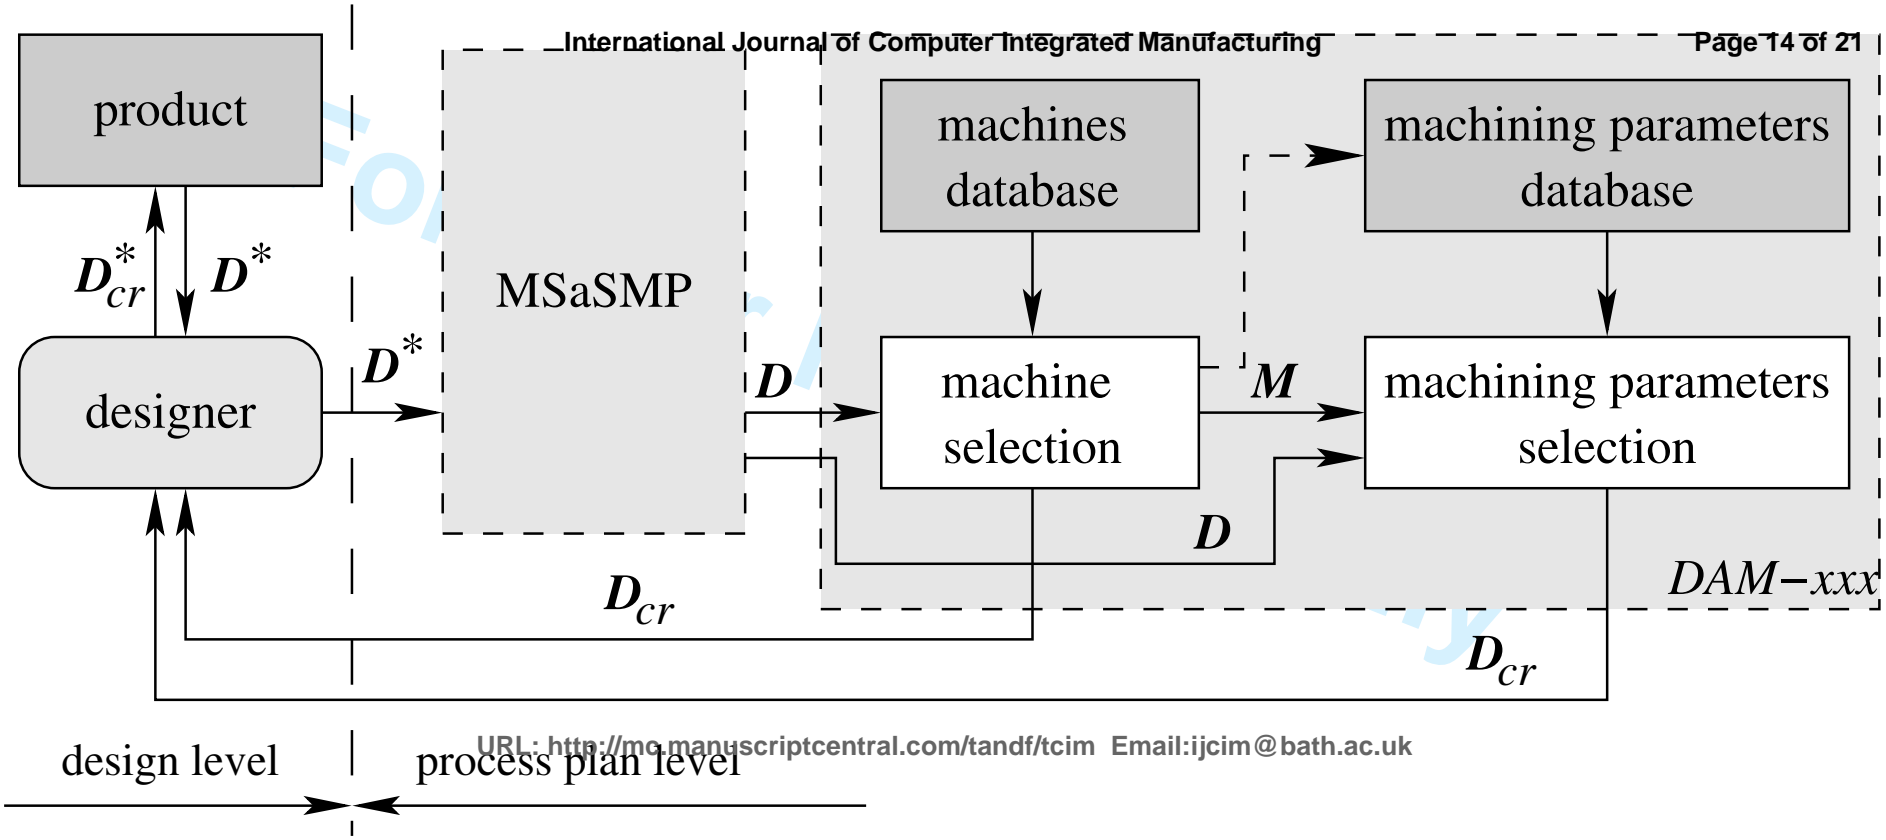 International Journal of Computer Integrated Manufacturing
Page 14 of 21
product
D*cr
D*
designer
D*
MSaSMP
D
machines
database
machining parameters
database
machine
selection
M
machining parameters
selection
D
DAM-xxx
Dcr
Dcr
design level
process plan level
URL: http://mc.manuscriptcentral.com/tandf/tcim Email:ijcim@bath.ac.uk